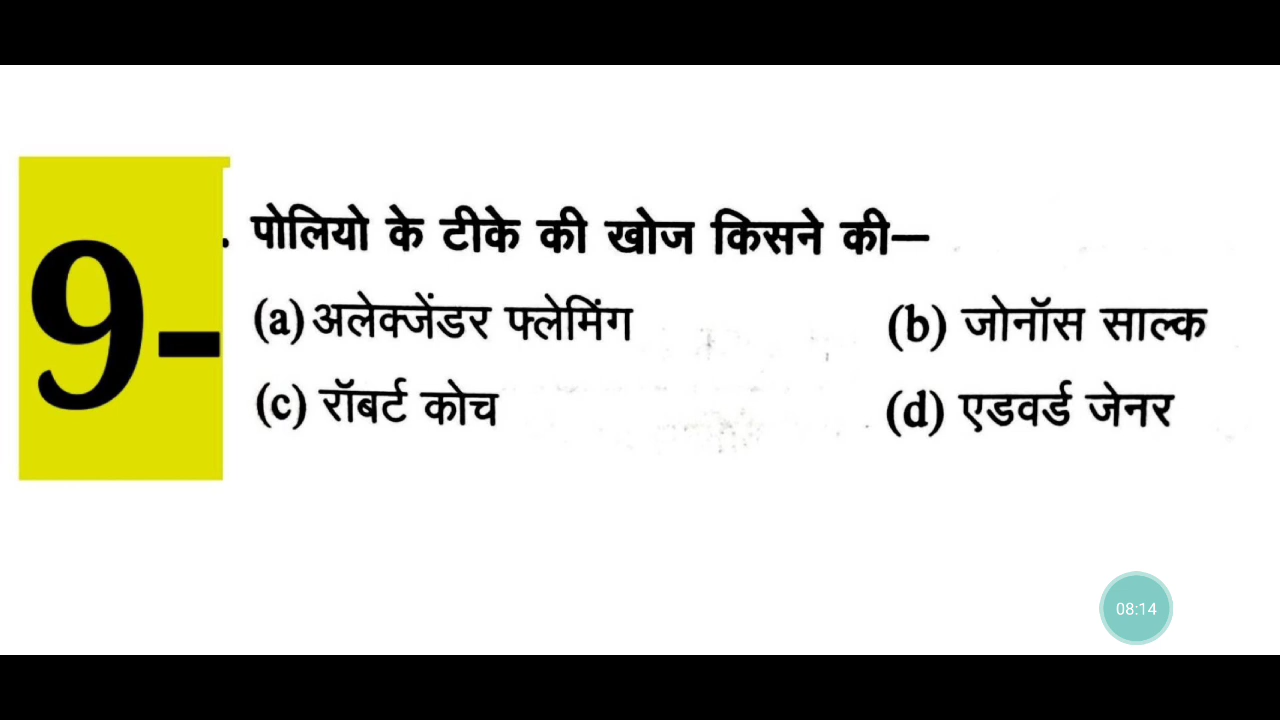 9-
. पोलियो के टीके की खोज किसने की—
(a) अलेक्जेंडर फ्लेमिंग (b) जोनॉस साल्क
(c) रॉबर्ट कोच (d) एडवर्ड जेनर
08:14